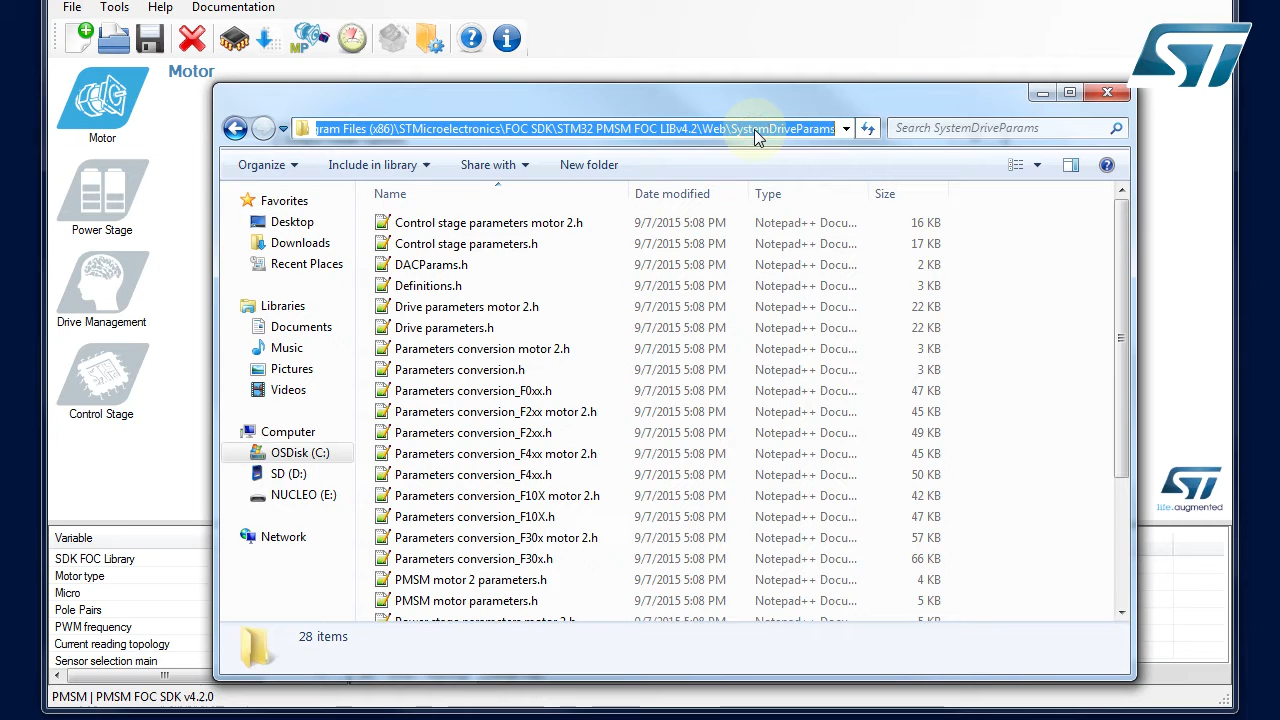 File Tools Help Documentation
MP
Motor
ST
gram Files (x86)\STMicroelectronics\FOC SDK\STM32 PMSM FOC LIBv4.2\Web\SystemDriveParams
Search SystemDriveParams
Organize Include in library Share with New folder
Name Date modified Type Size
Motor
Power Stage
Drive Management
Control Stage
Favorites
Desktop
Downloads
Recent Places
Libraries
Documents
Music
Pictures
Videos
Computer
OSDisk (C:)
SD (D:)
NUCLEO (E:)
Network
Control stage parameters motor 2.h 9/7/2015 5:08 PM Notepad++ Docu... 16 KB
Control stage parameters.h 9/7/2015 5:08 PM Notepad++ Docu... 17 KB
DACParams.h 9/7/2015 5:08 PM Notepad++ Docu... 2 KB
Definitions.h 9/7/2015 5:08 PM Notepad++ Docu... 3 KB
Drive parameters motor 2.h 9/7/2015 5:08 PM Notepad++ Docu... 22 KB
Drive parameters.h 9/7/2015 5:08 PM Notepad++ Docu... 22 KB
Parameters conversion motor 2.h 9/7/2015 5:08 PM Notepad++ Docu... 3 KB
Parameters conversion.h 9/7/2015 5:08 PM Notepad++ Docu... 3 KB
Parameters conversion_F0xx.h 9/7/2015 5:08 PM Notepad++ Docu... 47 KB
Parameters conversion_F2xx motor 2.h 9/7/2015 5:08 PM Notepad++ Docu... 45 KB
Parameters conversion_F2xx.h 9/7/2015 5:08 PM Notepad++ Docu... 49 KB
Parameters conversion_F4xx motor 2.h 9/7/2015 5:08 PM Notepad++ Docu... 45 KB
Parameters conversion_F4xx.h 9/7/2015 5:08 PM Notepad++ Docu... 50 KB
Parameters conversion_F10X motor 2.h 9/7/2015 5:08 PM Notepad++ Docu... 42 KB
Parameters conversion_F10X.h 9/7/2015 5:08 PM Notepad++ Docu... 47 KB
Parameters conversion_F30x motor 2.h 9/7/2015 5:08 PM Notepad++ Docu... 57 KB
Parameters conversion_F30x.h 9/7/2015 5:08 PM Notepad++ Docu... 66 KB
PMSM motor 2 parameters.h 9/7/2015 5:08 PM Notepad++ Docu... 4 KB
PMSM motor parameters.h 9/7/2015 5:08 PM Notepad++ Docu... 5 KB
28 items
ST
life.augmented
Variable
SDK FOC Library
Motor type
Micro
Pole Pairs
PWM frequency
Current reading topology
Sensor selection main
PMSM | PMSM FOC SDK v4.2.0